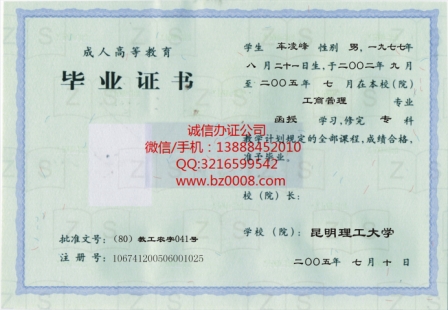 成人高等教育
毕业证书
学生 车凌峰 性别 男，一九七七年
八月二十一日生，于二〇〇二年 九月
至二〇〇五年 七月在本校（院）
工商管理 专业
函授 学习，修完 专 科
教学计划规定的全部课程，成绩合格，
准予毕业。
校（院）长：
学校（院）：昆明理工大学
二〇〇五年 七月十日
批准文号：（80）教工农字041号
注册号：106741200506001025
诚信办证公司
微信/手机：13888452010
QQ:3216599542
www.bz0008.com